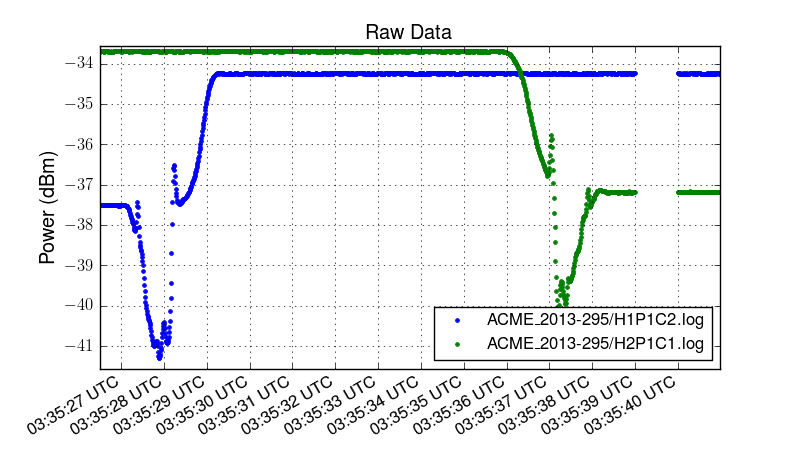 Raw Data
Power (dBm)
−34
−35
−36
−37
−38
−39
−40
−41
ACME_2013-295/H1P1C2.log
ACME_2013-295/H2P1C1.log
03:35:27 UTC
03:35:28 UTC
03:35:29 UTC
03:35:30 UTC
03:35:31 UTC
03:35:32 UTC
03:35:33 UTC
03:35:34 UTC
03:35:35 UTC
03:35:36 UTC
03:35:37 UTC
03:35:38 UTC
03:35:39 UTC
03:35:40 UTC